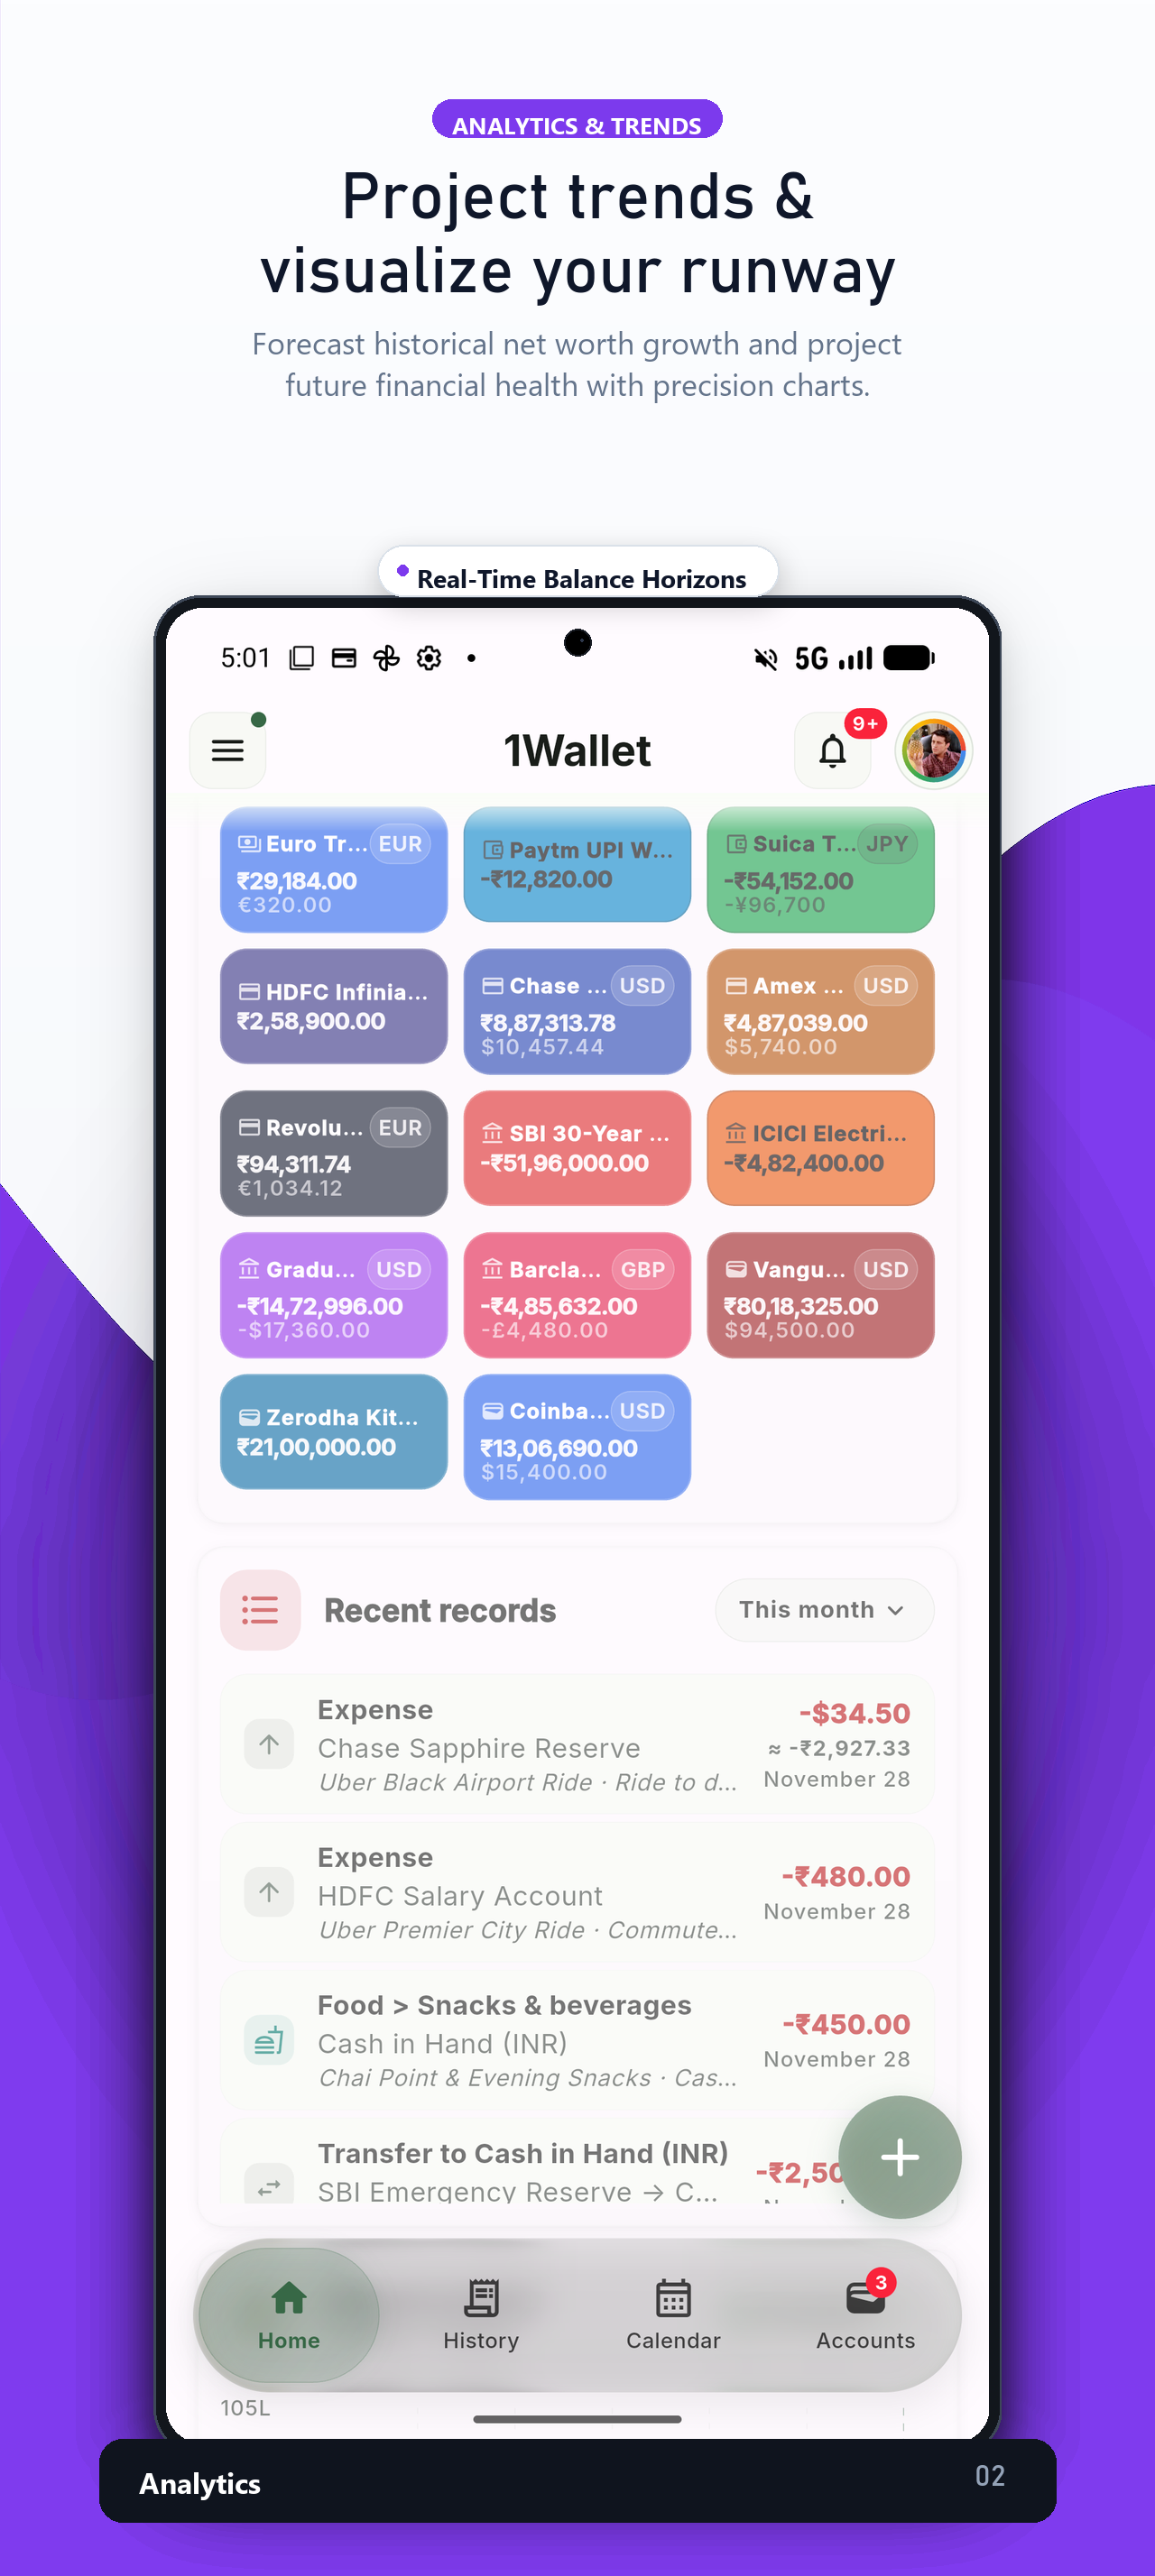 ANALYTICS & TRENDS
Project trends &
visualize your runway
Forecast historical net worth growth and project
future financial health with precision charts.
Real-Time Balance Horizons
5:01
5G
1Wallet
9+
Euro Tr... EUR
₹29,184.00
€320.00
Paytm UPI W...
-₹12,820.00
Suica T... JPY
-₹54,152.00
-¥96,700
HDFC Infinia...
₹2,58,900.00
Chase ... USD
₹8,87,313.78
$10,457.44
Amex ... USD
₹4,87,039.00
$5,740.00
Revolu... EUR
₹94,311.74
€1,034.12
SBI 30-Year ...
-₹51,96,000.00
ICICI Electri...
-₹4,82,400.00
Gradu... USD
-₹14,72,996.00
-$17,360.00
Barcla... GBP
-₹4,85,632.00
-£4,480.00
Vangu... USD
₹80,18,325.00
$94,500.00
Zerodha Kit...
₹21,00,000.00
Coinba... USD
₹13,06,690.00
$15,400.00
Recent records
This month
Expense
Chase Sapphire Reserve
Uber Black Airport Ride · Ride to d...
-$34.50
≈ -₹2,927.33
November 28
Expense
HDFC Salary Account
Uber Premier City Ride · Commute...
-₹480.00
November 28
Food > Snacks & beverages
Cash in Hand (INR)
Chai Point & Evening Snacks · Cas...
-₹450.00
November 28
Transfer to Cash in Hand (INR)
SBI Emergency Reserve → C...
-₹2,50
Home
History
Calendar
3
Accounts
105L
Analytics
02